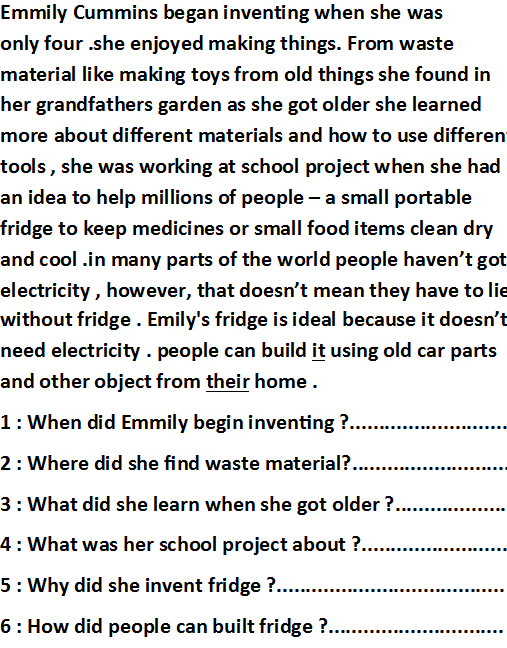 Emmily Cummins began inventing when she was
only four .she enjoyed making things. From waste
material like making toys from old things she found in
her grandfathers garden as she got older she learned
more about different materials and how to use differen
tools , she was working at school project when she had
an idea to help millions of people – a small portable
fridge to keep medicines or small food items clean dry
and cool .in many parts of the world people haven’t got
electricity , however, that doesn’t mean they have to lie
without fridge . Emily's fridge is ideal because it doesn’t
need electricity . people can build it using old car parts
and other object from their home .
1 : When did Emmily begin inventing ?...........................
2 : Where did she find waste material?..........................
3 : What did she learn when she got older ?...................
4 : What was her school project about ?.........................
5 : Why did she invent fridge ?......................................
6 : How did people can built fridge ?.............................